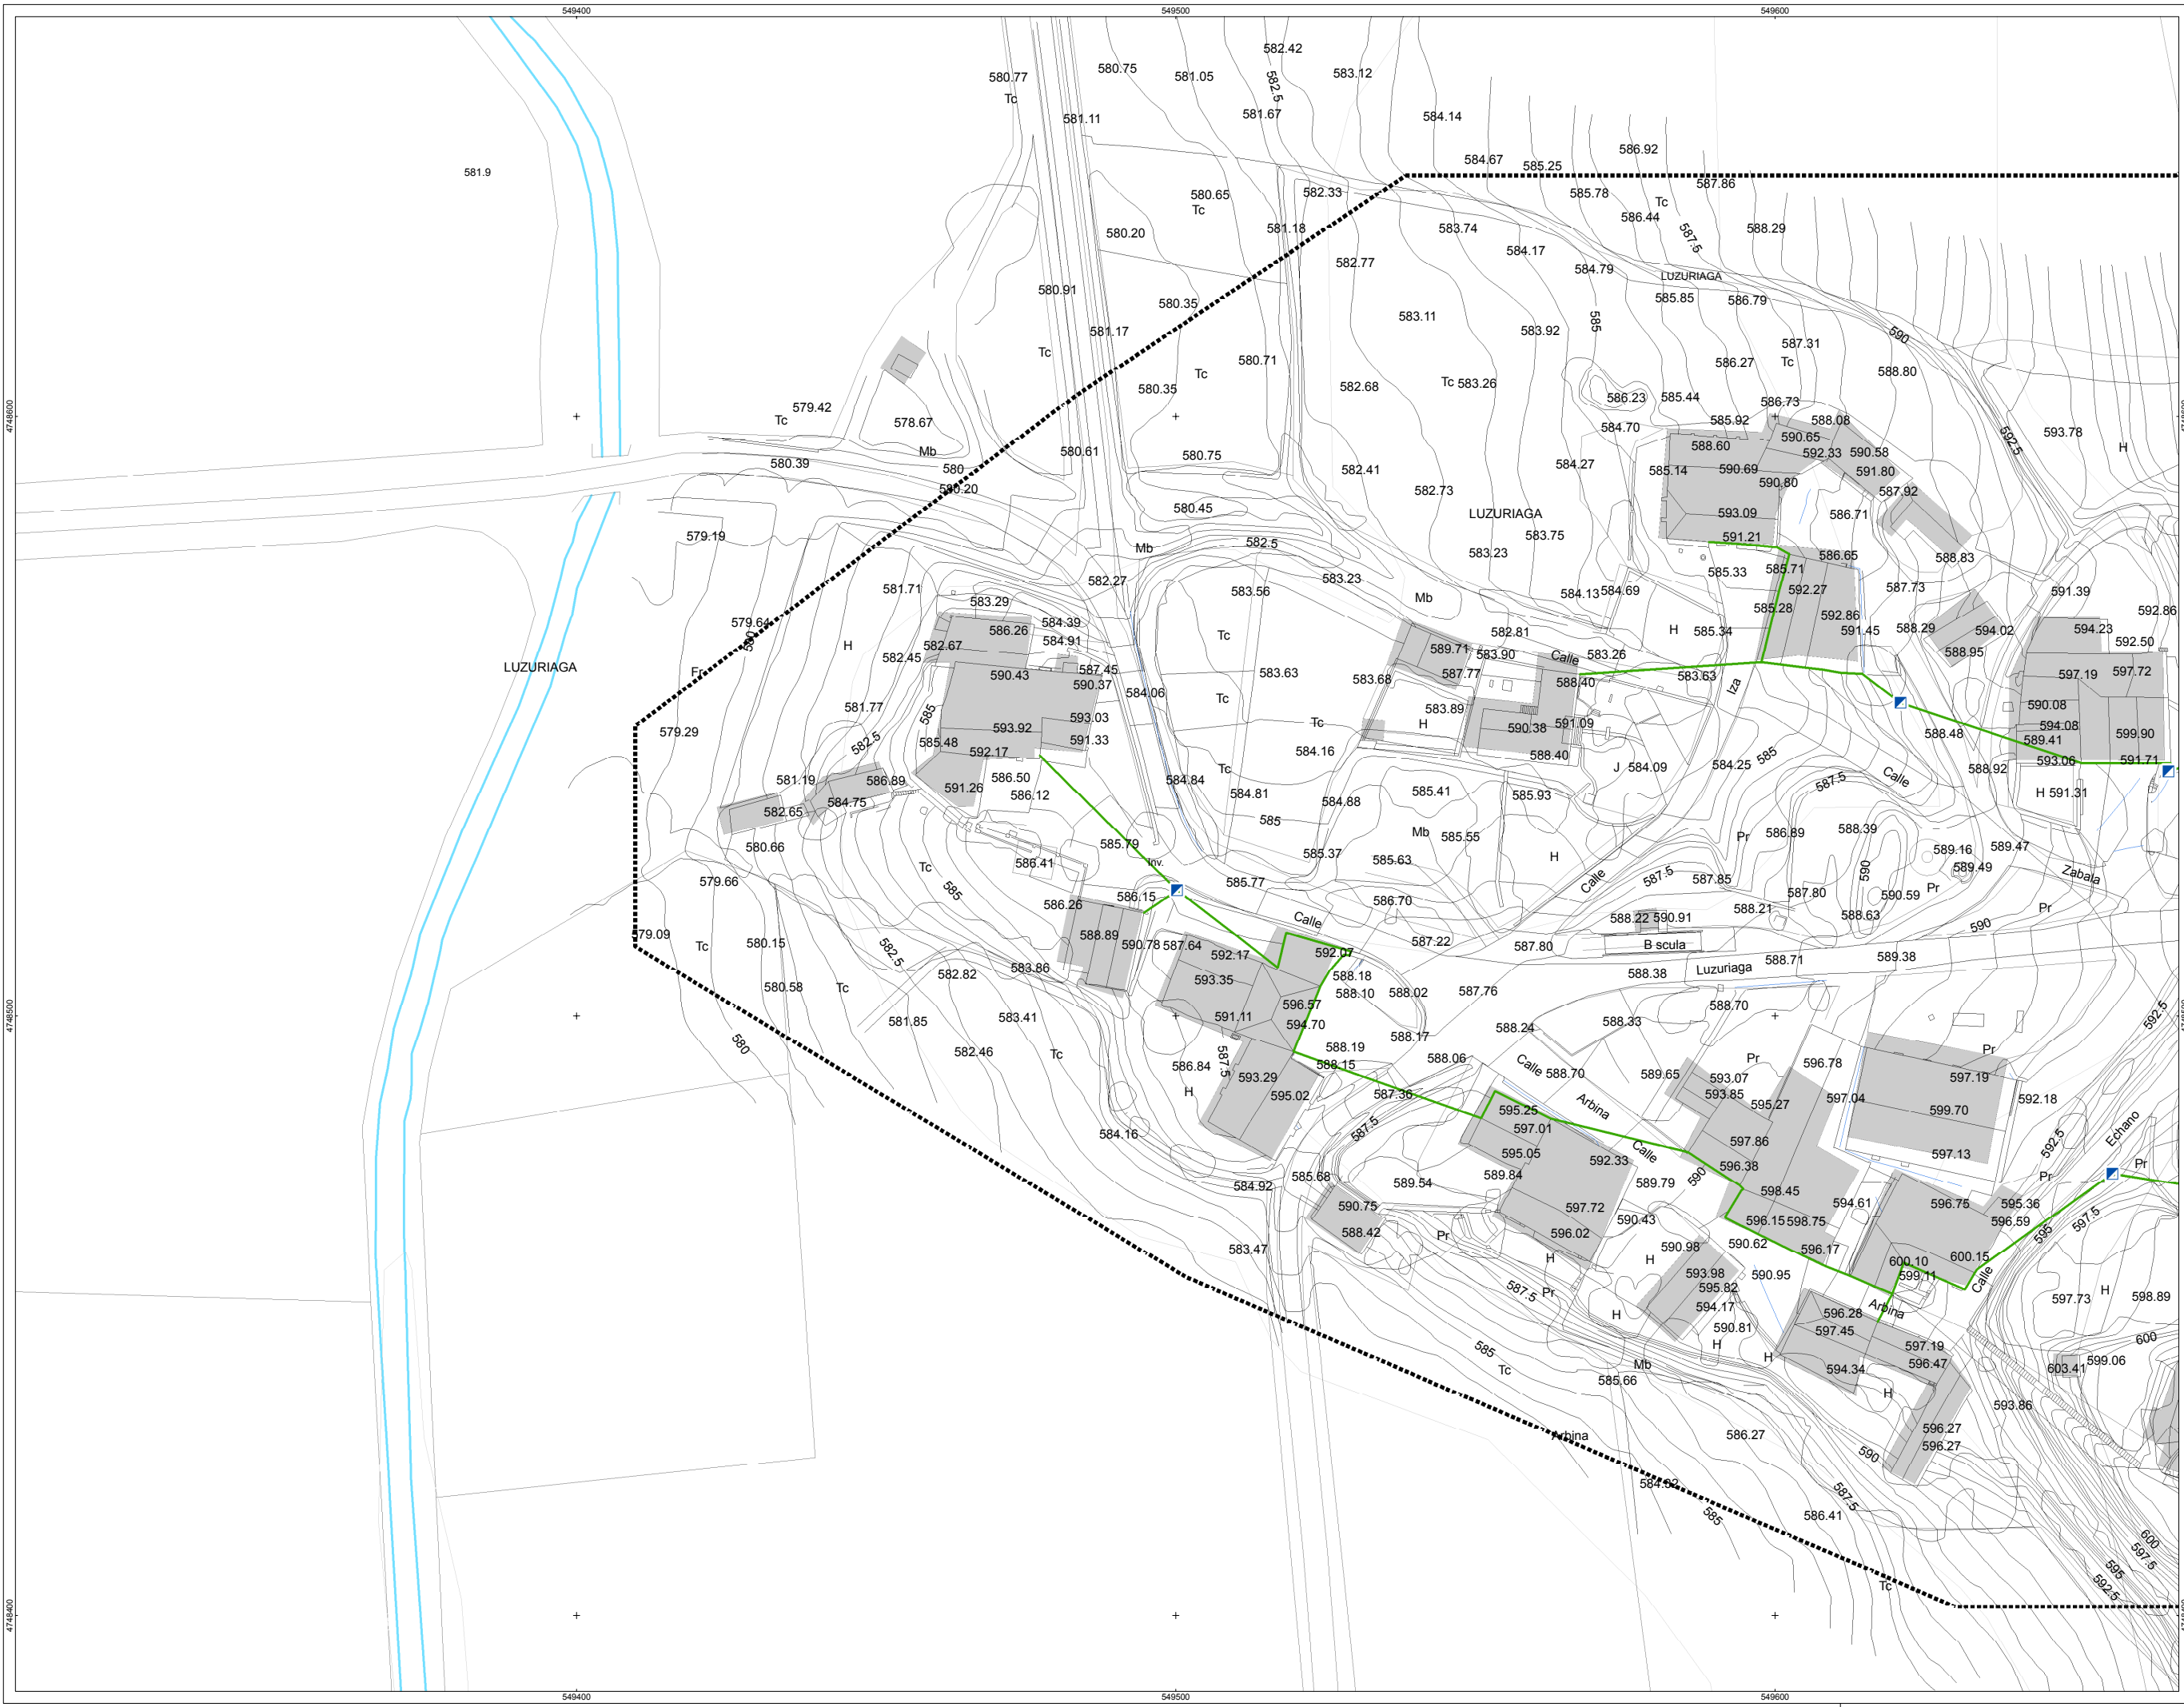 549400 549500 549600
582.42
580.77 580.75 581.05 582.5 583.12
Tc
581.11 581.67 584.14
586.92
584.67 585.25
581.9
587.86
580.65 582.33 585.78 Tc
Tc 586.44
580.20 581.18 583.74 587.5 588.29
584.17
582.77 584.79
LUZURIAGA
580.91 580.35 585.85 586.79
583.11 585
581.17 583.92 590
587.31
Tc 580.71 586.27 Tc
Tc 588.80
580.35 582.68 Tc 583.26
586.23 585.44 586.73
579.42
Tc 578.67 585.92 588.08
4748600
584.70 593.78
590.65
Mb 580.61 588.60 592.33 590.58 592.5 H
580.39 580 580.75 582.41 584.27 585.14 590.69 591.80
590.80
580.20 582.73 587.92
580.45 LUZURIAGA 593.09 586.71
579.19 583.75
Mb 582.5 591.21
583.23 586.65 588.83
582.27 583.23 585.33 585.71
581.71 583.56 584.13 584.69 592.27 587.73 591.39
583.29 Mb 585.28 592.86
579.64 584.39 592.86
586.26 582.81 H 585.34 591.45 588.29 594.02 594.23
580 H 582.67 584.91 Tc 592.50
582.45 589.71 583.90 Calle 583.26 588.95
Fr 587.45 583.63 587.77 583.63 597.19 597.72
590.43 590.37 583.68 588.40 Iza
581.77 584.06 Tc 590.08
585 593.03 583.89
579.29 593.92 Tc H 591.09 588.48 594.08
582.5 585.48 591.33 590.38 589.41 599.90
592.17 584.16 588.40 585 593.06 591.71
581.19 586.50 584.84 Tc J 584.09 584.25 Calle 588.92
586.89 591.26 586.12 584.81 585.41 585.93 587.5 H 591.31
582.65 584.75 584.88
585 Mb 586.89 588.39
580.66 585.79 585.55 Pr
585.37 589.47
586.41 Inv. 585.63 H 589.16
Tc 587.5 590 589.49
579.66 585 585.77 Calle 587.85 Zabala
586.15 587.80 Pr
586.26 586.70 590.59
588.21 Pr
Calle 588.22 590.91 588.63
579.09 588.89 590
Tc 580.15 590.78 587.64 587.22 587.80
582.5 592.17 592.07 B scula
582.82 583.86 588.71 589.38
593.35 588.18 588.38 Luzuriaga
580.58 Tc 588.10 588.02 587.76
596.57 588.70
4748500
581.85 583.41 591.11 594.70 588.24 588.33 592.5
580 588.17
582.46 Tc 588.19 588.06 Pr Pr
586.84 587.5 588.15 Calle 588.70 596.78
593.29 589.65 593.07 597.19
H 595.02 587.36 593.85 592.18
595.25 Arbina 595.27 597.04 599.70
584.16 587.5 597.01 Echano
597.86 592.5
595.05 592.33 Calle 597.13
585.68 589.84 596.38 Pr Pr
584.92 589.54 589.79 590
590.75 598.45 594.61 596.75 595.36
597.72 596.59
588.42 590.43 596.15 598.75 597.5
583.47 Pr 596.02 590.62 595
H H 590.98 596.17 600.15
593.98 590.95 600.10
587.5 Pr 595.82 599.11 Calle
594.17 597.73 H 598.89
H 590.81 596.28 Arbina
H 597.45 600
585 597.19
Tc Mb H 594.34 596.47 599.06
585.66 603.41
H 593.86
Arbina 586.27 596.27
590 596.27
584.82 587.5
585 586.41
600
597.5
595
Tc 592.5
4748400
549400 549500 549600